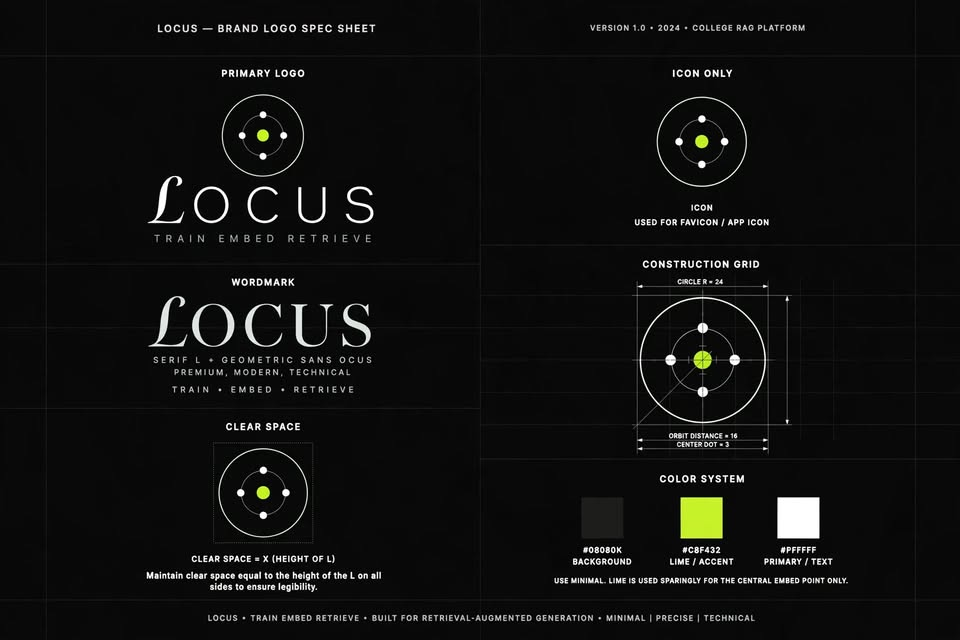 LOCUS — BRAND LOGO SPEC SHEET
VERSION 1.0 • 2024 • COLLEGE RAG PLATFORM
PRIMARY LOGO
LOCUS
TRAIN EMBED RETRIEVE
WORDMARK
LOCUS
SERIF L + GEOMETRIC SANS OCUS
PREMIUM, MODERN, TECHNICAL
TRAIN • EMBED • RETRIEVE
CLEAR SPACE
CLEAR SPACE = X (HEIGHT OF L)
Maintain clear space equal to the height of the L on all
sides to ensure legibility.
ICON ONLY
ICON
USED FOR FAVICON / APP ICON
CONSTRUCTION GRID
CIRCLE R = 24
ORBIT DISTANCE = 16
CENTER DOT = 3
COLOR SYSTEM
#08080K #C8F432 #PFFFFF
BACKGROUND LIME / ACCENT PRIMARY / TEXT
USE MINIMAL. LIME IS USED SPARINGLY FOR THE CENTRAL EMBED POINT ONLY.
LOCUS • TRAIN EMBED RETRIEVE • BUILT FOR RETRIEVAL-AUGMENTED GENERATION • MINIMAL | PRECISE | TECHNICAL